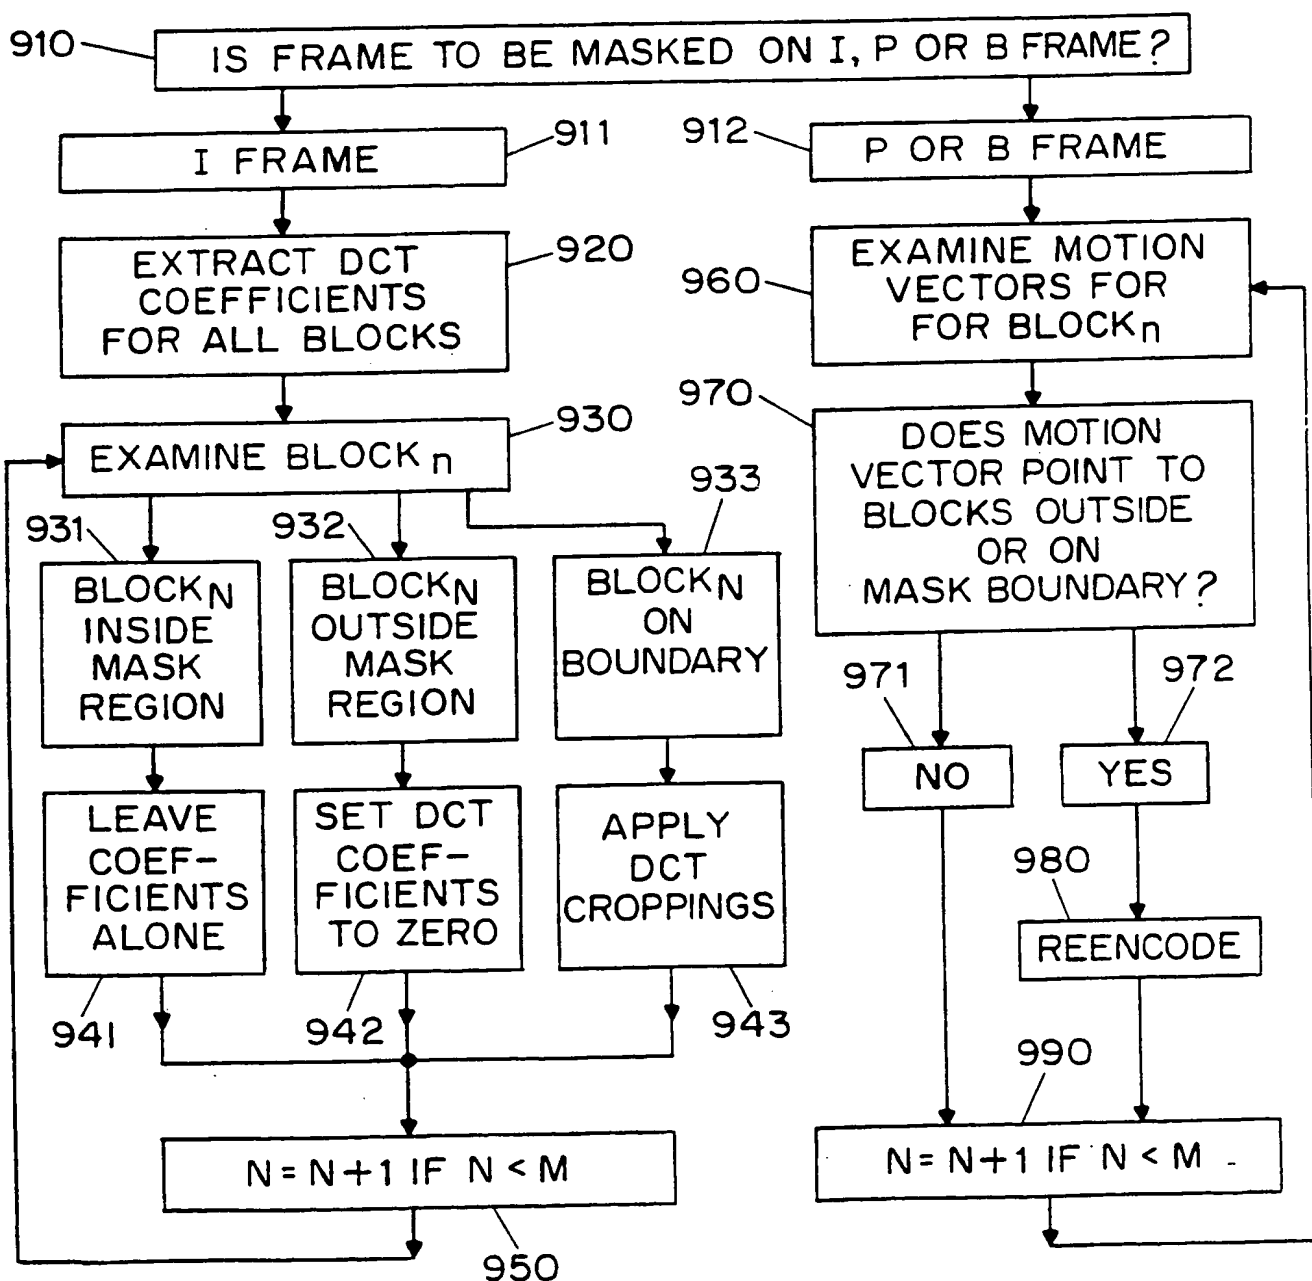 910
IS FRAME TO BE MASKED ON I, P OR B FRAME?
I FRAME
911
912
P OR B FRAME
EXTRACT DCT
COEFFICIENTS
FOR ALL BLOCKS
920
960
EXAMINE MOTION
VECTORS FOR
FOR BLOCKn
EXAMINE BLOCK n
930
970
DOES MOTION
VECTOR POINT TO
BLOCKS OUTSIDE
OR ON
MASK BOUNDARY?
931
BLOCKN
INSIDE
MASK
REGION
932
BLOCKN
OUTSIDE
MASK
REGION
933
BLOCKN
ON
BOUNDARY
971
NO
972
YES
LEAVE
COEF-
FICIENTS
ALONE
941
SET DCT
COEF-
FICIENTS
TO ZERO
942
APPLY
DCT
CROPPINGS
943
980
REENCODE
990
N=N+1 IF N<M
950
N=N+1 IF N<M